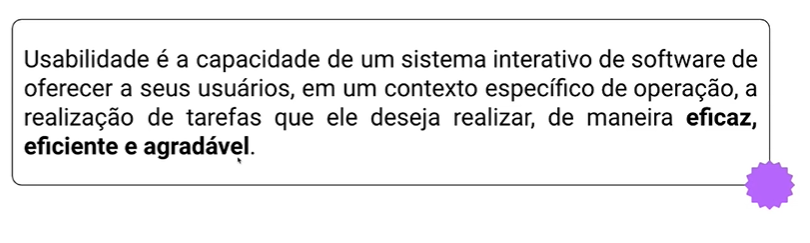 Usabilidade é a capacidade de um sistema interativo de software de
oferecer a seus usuários, em um contexto específico de operação, a
realização de tarefas que ele deseja realizar, de maneira eficaz,
eficiente e agradável.